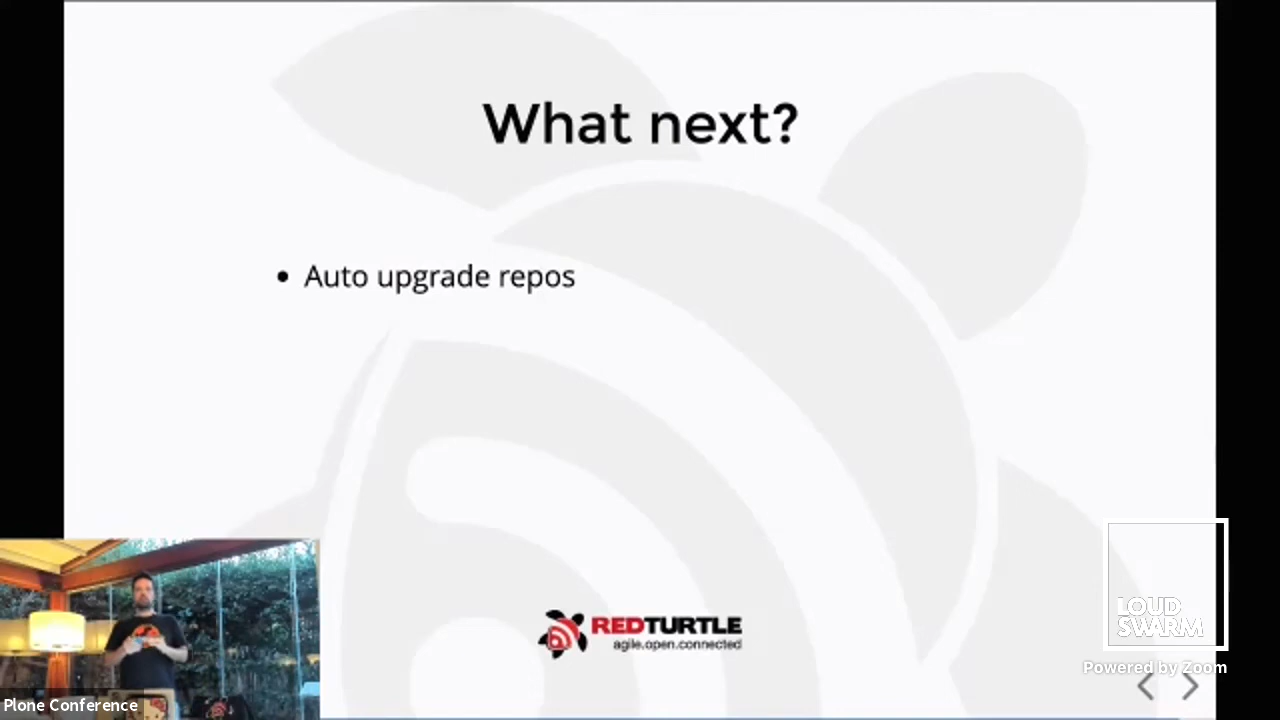 What next?
• Auto upgrade repos
REDTURTLE
agile.open.connected
LOUD
SWARM
Powered by Zoom
Plone Conference